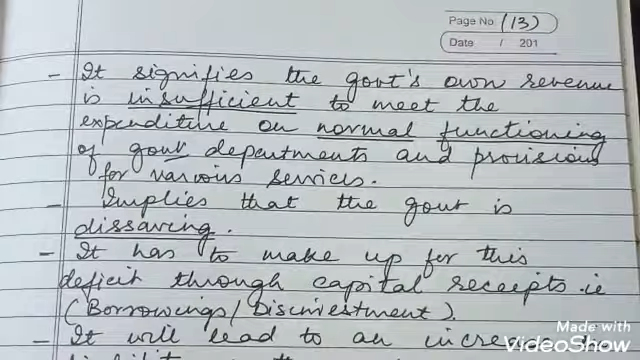 Page No (13)
Date / 201
- It signifies the govt's own revenue
is insufficient to meet the
expenditure on normal functioning
of govt departments and provisions
for various services.
- Implies that the govt is
dissaving.
- It has to make up for this
deficit through capital receipts i.e
(Borrowings/Disinvestment).
- It will lead to an increase in
Made with
VideoShow